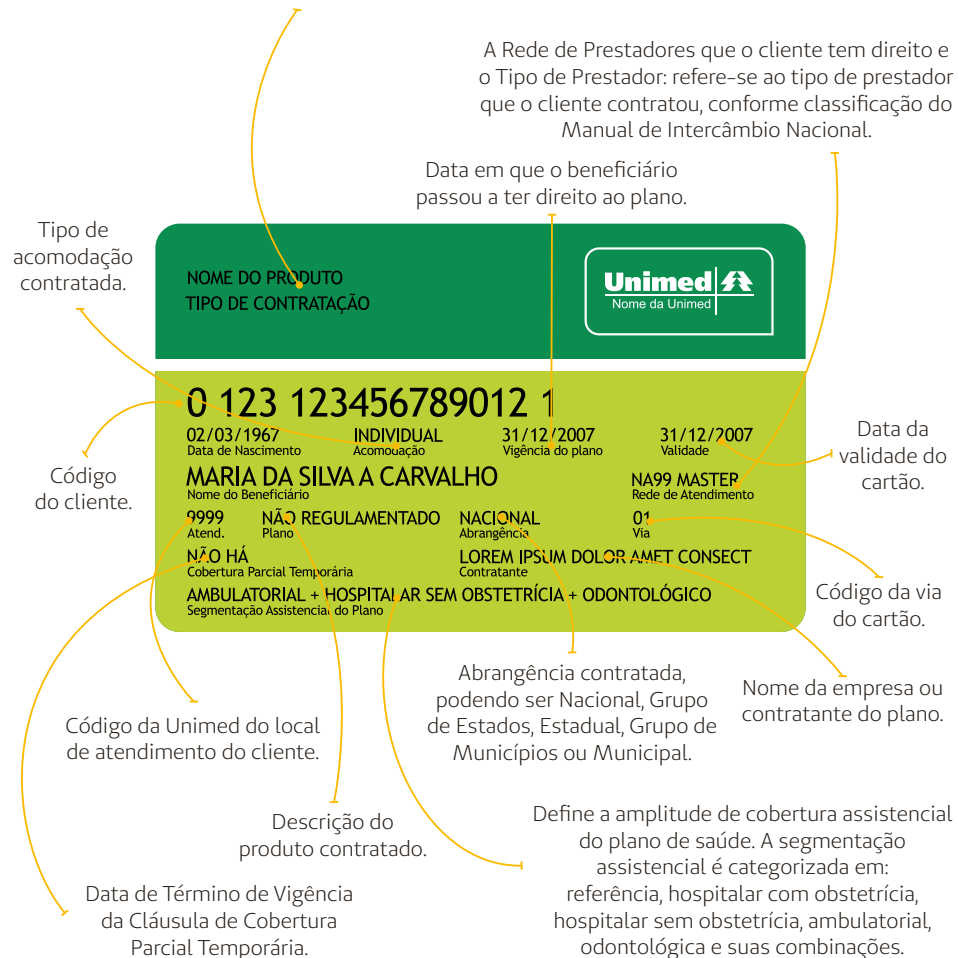 A Rede de Prestadores que o cliente tem direito e
o Tipo de Prestador: refere-se ao tipo de prestador
que o cliente contratou, conforme classificação do
Manual de Intercâmbio Nacional.
Data em que o beneficiário
passou a ter direito ao plano.
Tipo de
acomodação
contratada.
NOME DO PRODUTO
TIPO DE CONTRATAÇÃO
Unimed
Nome da Unimed
0 123 123456789012 1
02/03/1967 INDIVIDUAL 31/12/2007 31/12/2007
Data de Nascimento Acomodação Vigência do plano Validade
MARIA DA SILVA A CARVALHO NA99 MASTER
Nome do Beneficiário Rede de Atendimento
9999 NÃO REGULAMENTADO NACIONAL 01
Atend. Plano Abrangência Via
NÃO HÁ LOREM IPSUM DOLOR AMET CONSECT
Cobertura Parcial Temporária Contratante
AMBULATORIAL + HOSPITALAR SEM OBSTETRÍCIA + ODONTOLÓGICO
Segmentação Assistencial do Plano
Código
do cliente.
Data da
validade do
cartão.
Código da via
do cartão.
Nome da empresa ou
contratante do plano.
Abrangência contratada,
podendo ser Nacional, Grupo
de Estados, Estadual, Grupo de
Municípios ou Municipal.
Código da Unimed do local
de atendimento do cliente.
Descrição do
produto contratado.
Data de Término de Vigência
da Cláusula de Cobertura
Parcial Temporária.
Define a amplitude de cobertura assistencial
do plano de saúde. A segmentação
assistencial é categorizada em:
referência, hospitalar com obstetrícia,
hospitalar sem obstetrícia, ambulatorial,
odontológica e suas combinações.